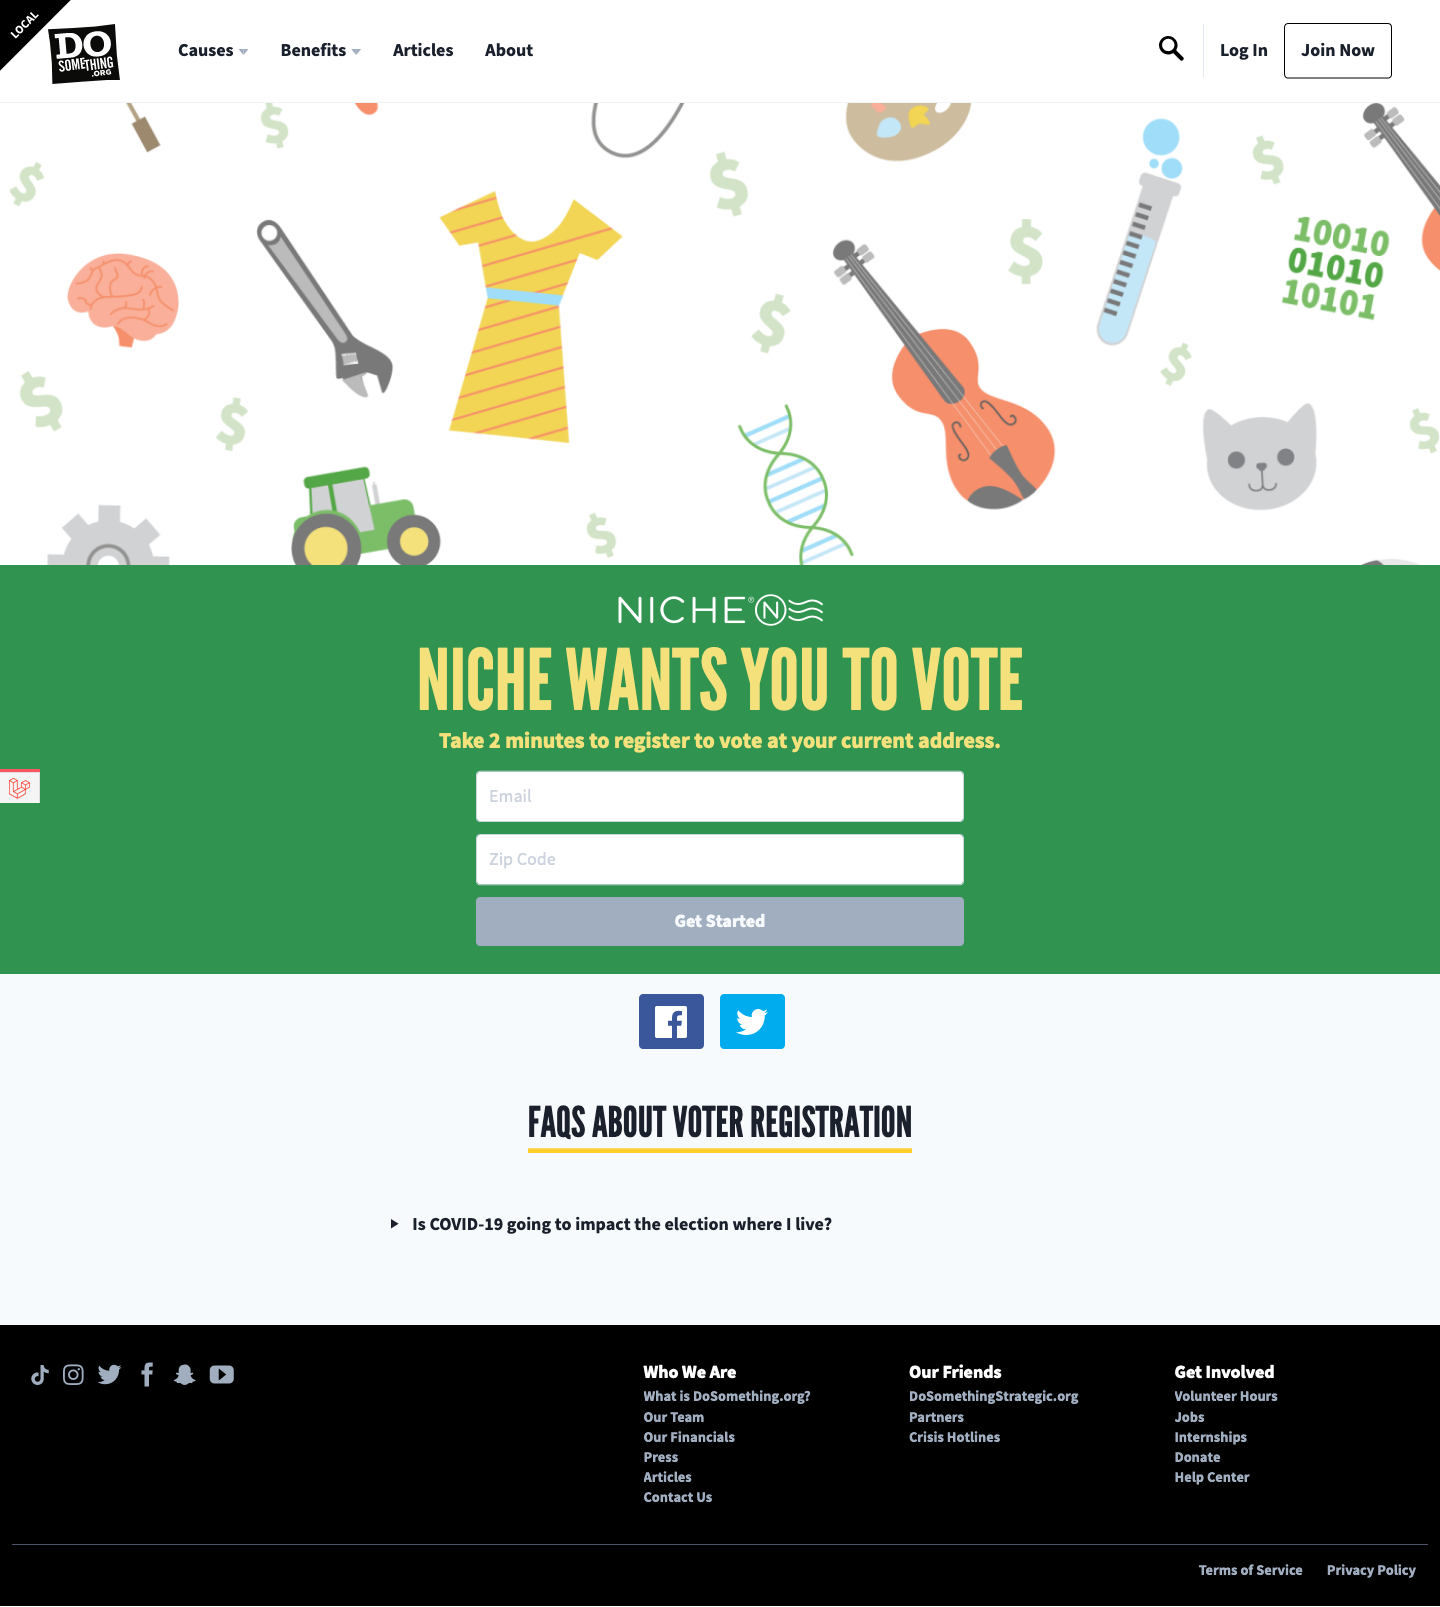 LOCAL
DO
SOMETHING
.ORG
Causes
Benefits
Articles
About
Log In
Join Now
10010
01010
10101
NICHE® N
NICHE WANTS YOU TO VOTE
Take 2 minutes to register to vote at your current address.
Email
Zip Code
Get Started
FAQS ABOUT VOTER REGISTRATION
Is COVID-19 going to impact the election where I live?
Who We Are
What is DoSomething.org?
Our Team
Our Financials
Press
Articles
Contact Us
Our Friends
DoSomethingStrategic.org
Partners
Crisis Hotlines
Get Involved
Volunteer Hours
Jobs
Internships
Donate
Help Center
Terms of Service
Privacy Policy